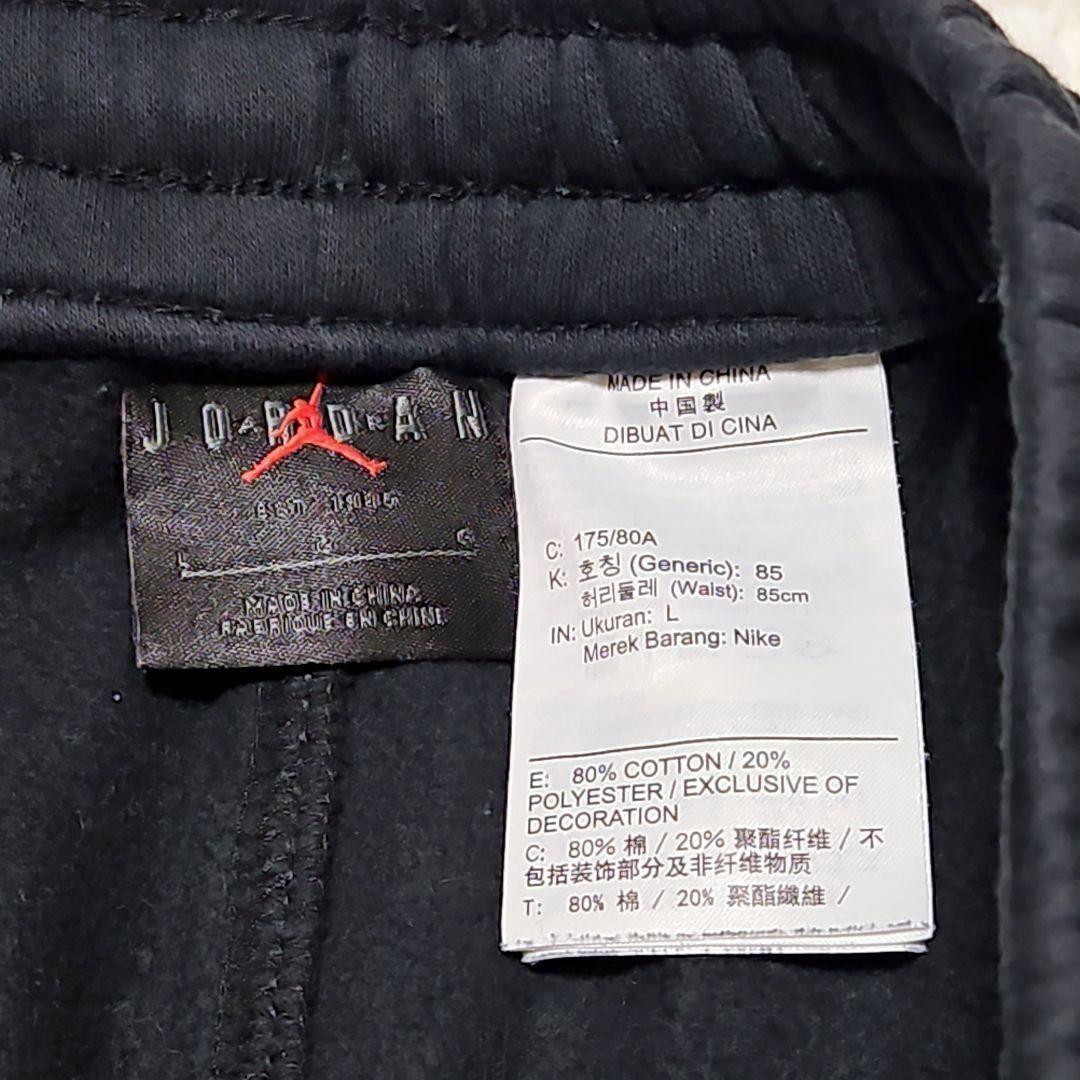 JORDAN
AIR
EST 1985
L G
MADE IN CHINA
FABRIQUE EN CHINE
MADE IN CHINA
中国製
DIBUAT DI CINA
C: 175/80A
K: 호칭 (Generic): 85
허리둘레 (Waist): 85cm
IN: Ukuran: L
Merek Barang: Nike
E: 80% COTTON / 20%
POLYESTER / EXCLUSIVE OF
DECORATION
C: 80% 棉 / 20% 聚酯纤维 / 不
包括装饰部分及非纤维物质
T: 80% 棉 / 20% 聚酯纖維 /